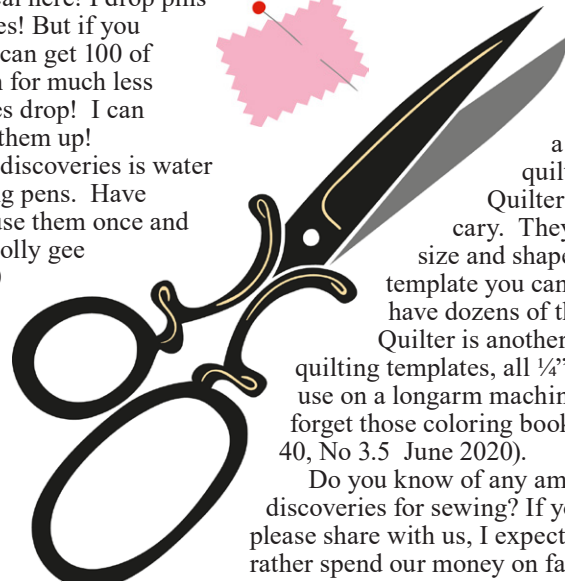 here! I drop pins
es! But if you
can get 100 of
for much less
es drop!  I can
them up!
discoveries is water
g pens.  Have
use them once and
olly gee
)
a
quil
Quilter
cary.  They
size and shape
template you can
have dozens of t
Quilter is another
quilting templates, all ¼”
use on a longarm machin
forget those coloring book
40, No 3.5  June 2020).
Do you know of any am
discoveries for sewing? If y
please share with us, I expect
rather spend our money on fa